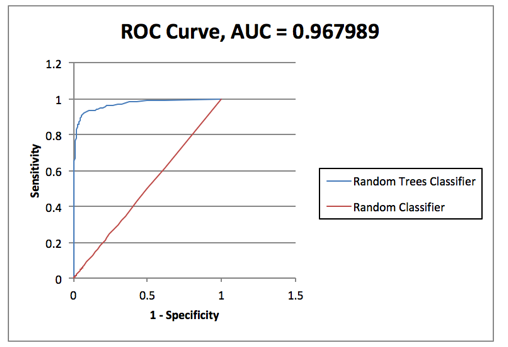 ROC Curve, AUC = 0.967989
1.2
1
0.8
0.6
0.4
0.2
0
Sensitivity
0 0.5 1 1.5
1 - Specificity
Random Trees Classifier
Random Classifier